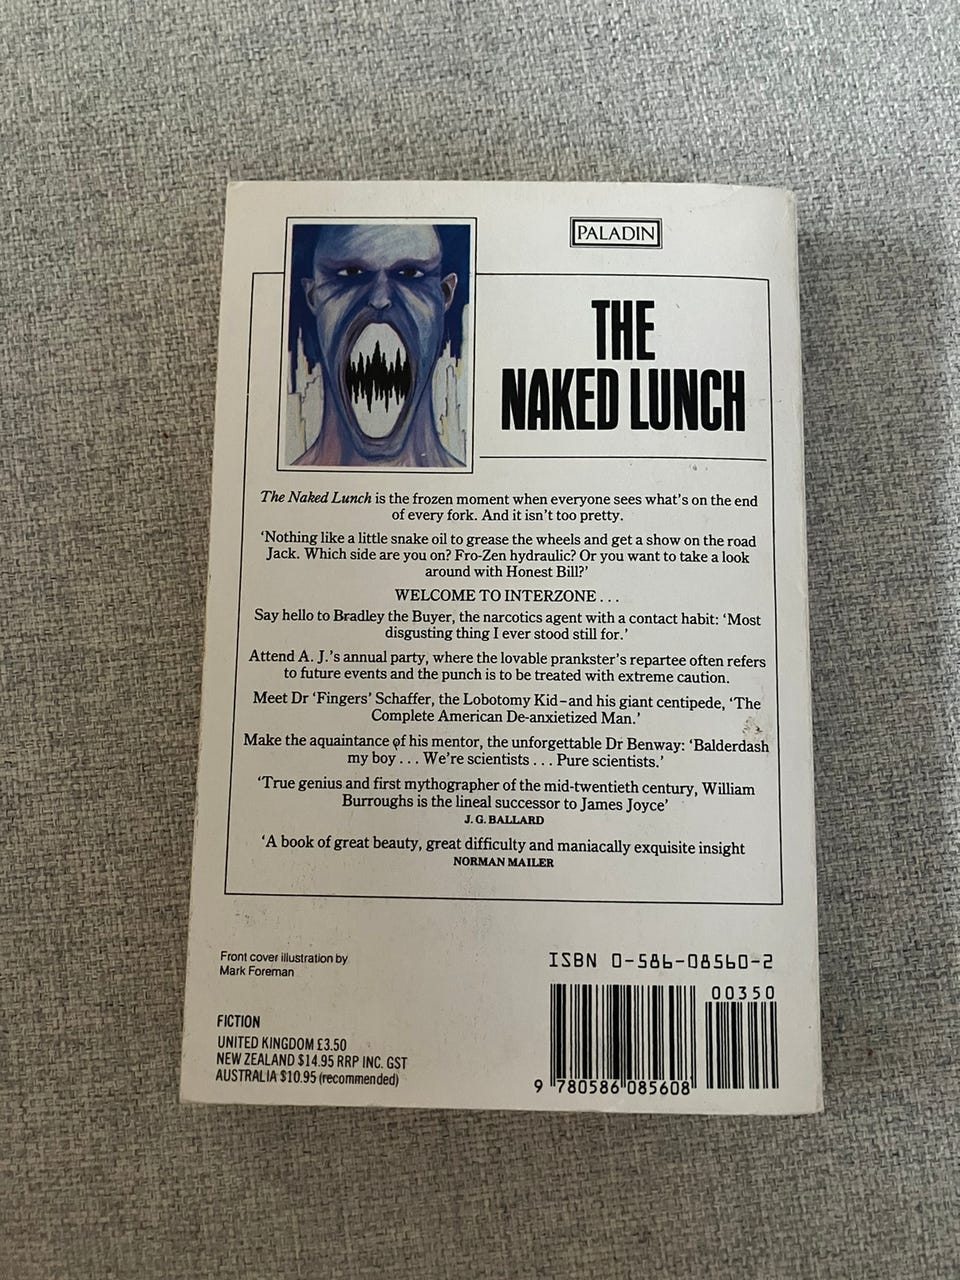 PALADIN
THE
NAKED LUNCH
The Naked Lunch is the frozen moment when everyone sees what's on the end
of every fork. And it isn't too pretty.
'Nothing like a little snake oil to grease the wheels and get a show on the road
Jack. Which side are you on? Fro-Zen hydraulic? Or you want to take a look
around with Honest Bill?'
WELCOME TO INTERZONE . . .
Say hello to Bradley the Buyer, the narcotics agent with a contact habit: 'Most
disgusting thing I ever stood still for.'
Attend A. J.'s annual party, where the lovable prankster's repartee often refers
to future events and the punch is to be treated with extreme caution.
Meet Dr 'Fingers' Schaffer, the Lobotomy Kid–and his giant centipede, 'The
Complete American De-anxietized Man.'
Make the aquaintance of his mentor, the unforgettable Dr Benway: 'Balderdash
my boy . . . We're scientists . . . Pure scientists.'
'True genius and first mythographer of the mid-twentieth century, William
Burroughs is the lineal successor to James Joyce'
J. G. BALLARD
'A book of great beauty, great difficulty and maniacally exquisite insight
NORMAN MAILER
Front cover illustration by
Mark Foreman
FICTION
UNITED KINGDOM £3.50
NEW ZEALAND $14.95 RRP INC. GST
AUSTRALIA $10.95 (recommended)
ISBN 0-586-08560-2
00350
9 780586 085608